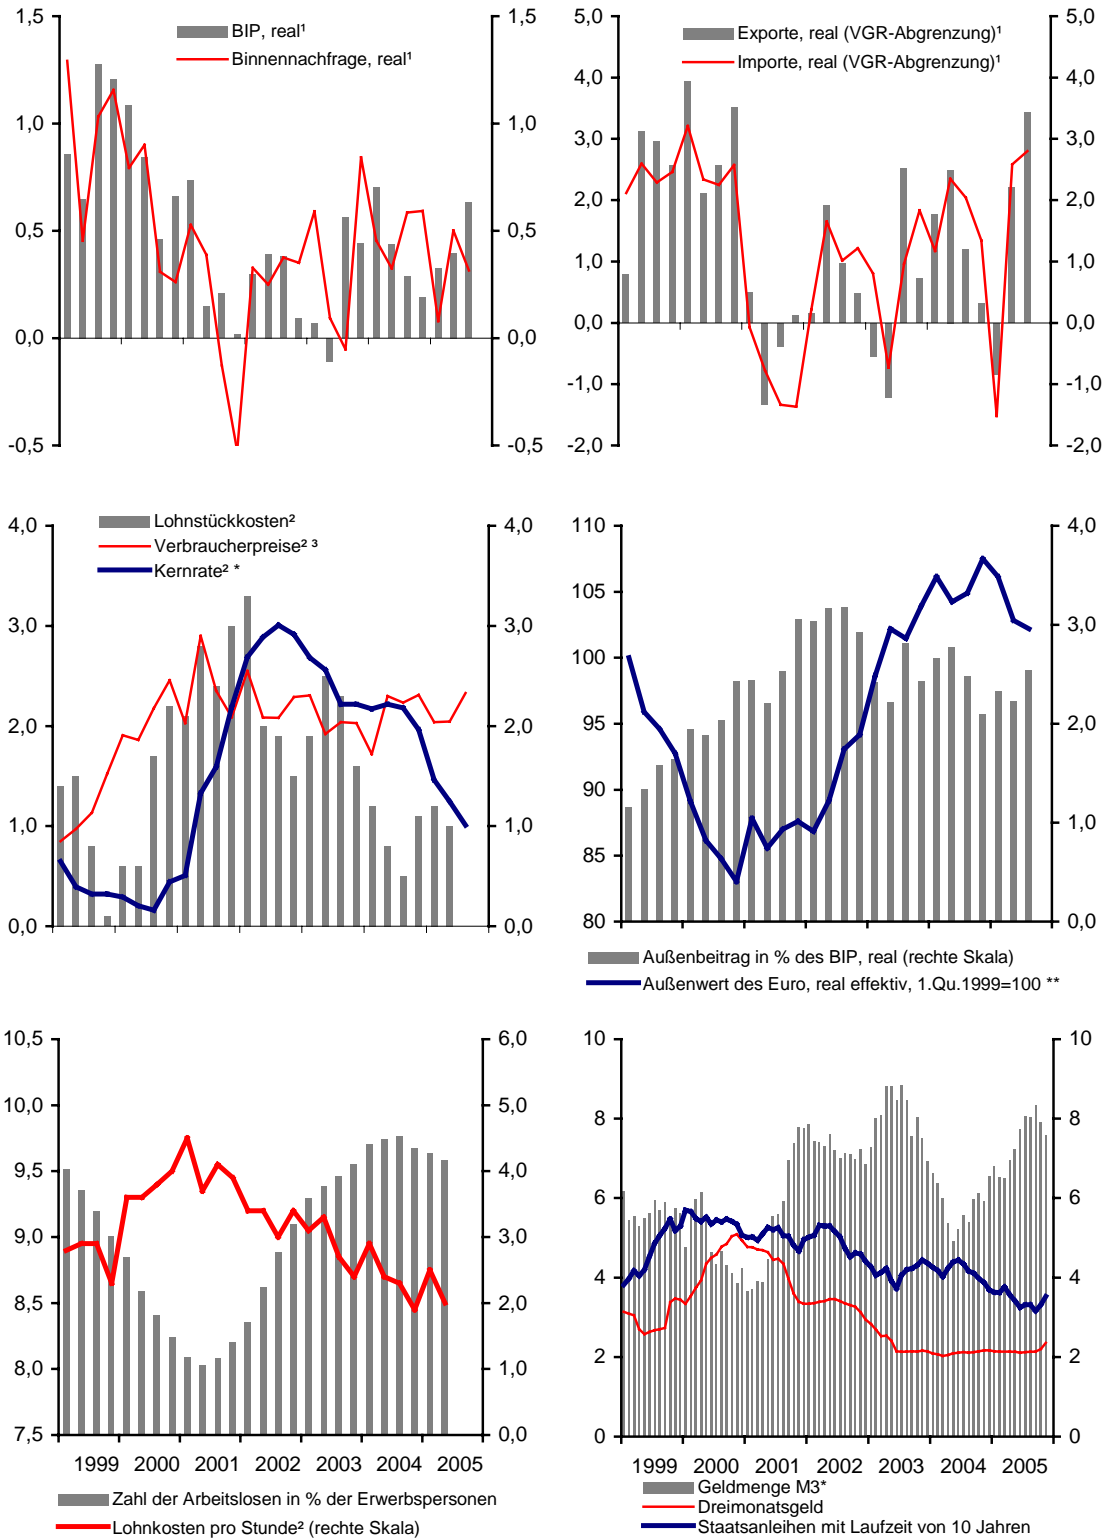 1,5 1,5 5,0 5,0
BIP, real¹
Binnennachfrage, real¹
Exporte, real (VGR-Abgrenzung)¹
Importe, real (VGR-Abgrenzung)¹
4,0 4,0
1,0 1,0
3,0 3,0
2,0 2,0
0,5 0,5
1,0 1,0
0,0 0,0
0,0 0,0
-1,0 -1,0
-0,5 -0,5
-2,0 -2,0
4,0 4,0
Lohnstückkosten²
Verbraucherpreise² ³
Kernrate² *
3,0 3,0
2,0 2,0
1,0 1,0
0,0 0,0
110 4,0
105
100 3,0
95 2,0
90
85 1,0
80 0,0
Außenbeitrag in % des BIP, real (rechte Skala)
Außenwert des Euro, real effektiv, 1.Qu.1999=100 **
10,5 6,0
10,0 5,0
9,5 4,0
9,0 3,0
8,5 2,0
8,0 1,0
7,5 0,0
1999 2000 2001 2002 2003 2004 2005
Zahl der Arbeitslosen in % der Erwerbspersonen
Lohnkosten pro Stunde² (rechte Skala)
10 10
8 8
6 6
4 4
2 2
0 0
1999 2000 2001 2002 2003 2004 2005
Geldmenge M3*
Dreimonatsgeld
Staatsanleihen mit Laufzeit von 10 Jahren